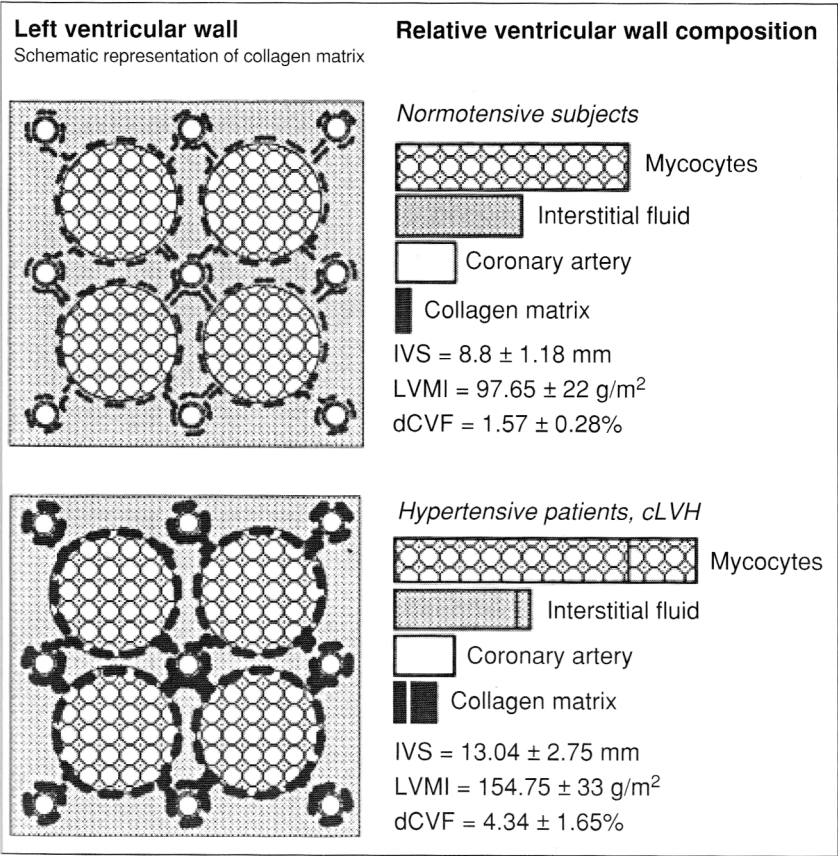 Left ventricular wall
Schematic representation of collagen matrix
Relative ventricular wall composition
Normotensive subjects
Mycocytes
Interstitial fluid
Coronary artery
Collagen matrix
IVS = 8.8 ± 1.18 mm
LVMI = 97.65 ± 22 g/m²
dCVF = 1.57 ± 0.28%
Hypertensive patients, cLVH
Mycocytes
Interstitial fluid
Coronary artery
Collagen matrix
IVS = 13.04 ± 2.75 mm
LVMI = 154.75 ± 33 g/m²
dCVF = 4.34 ± 1.65%